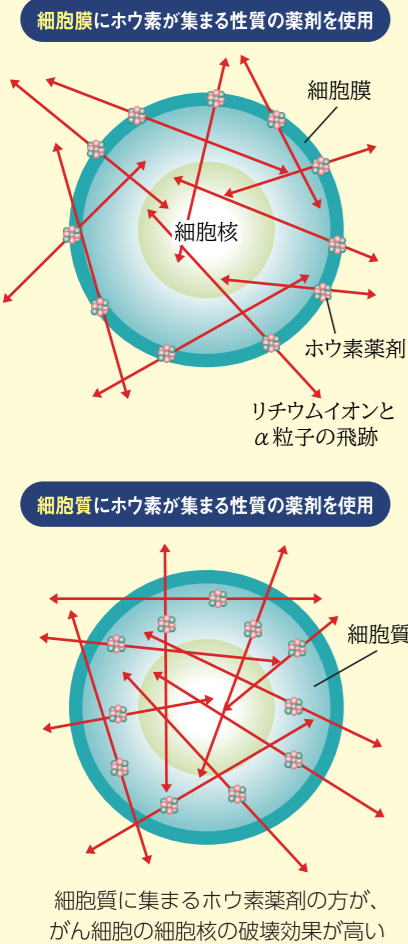 細胞膜にホウ素が集まる性質の薬剤を使用
細胞膜
細胞核
ホウ素薬剤
リチウムイオンと
α粒子の飛跡
細胞質にホウ素が集まる性質の薬剤を使用
細胞質
細胞質に集まるホウ素薬剤の方が、
がん細胞の細胞核の破壊効果が高い